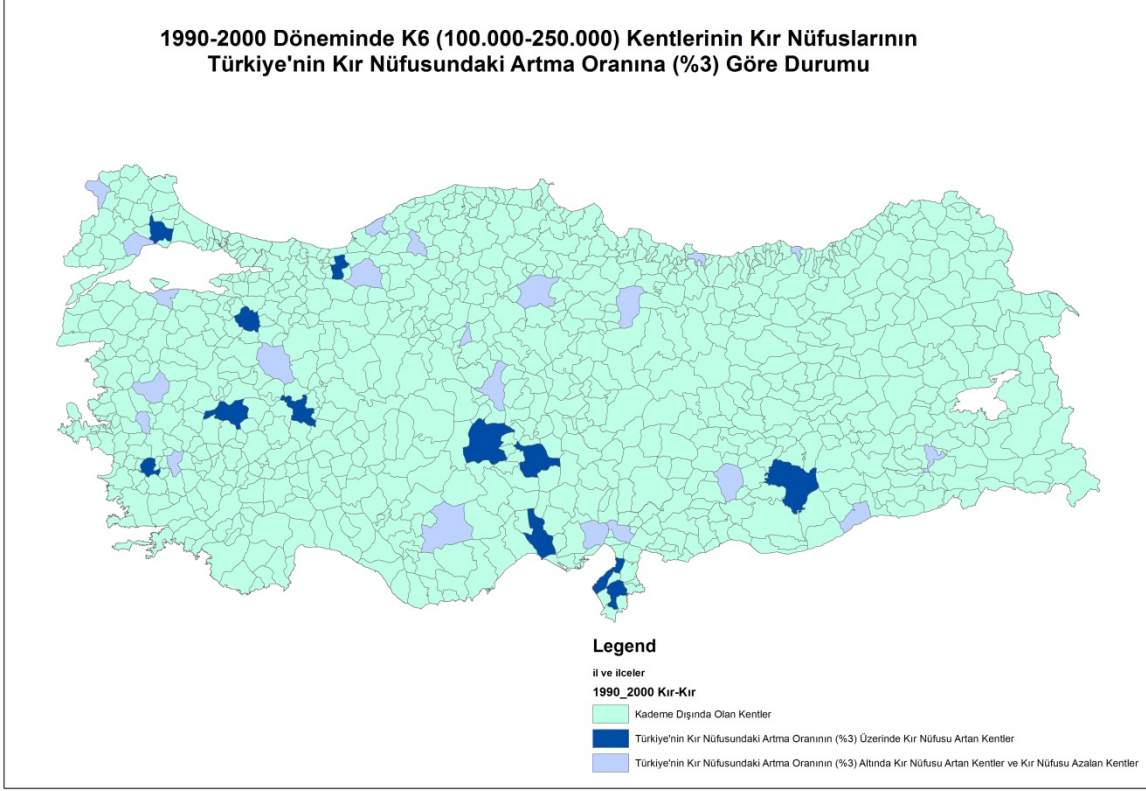 1990-2000 Döneminde K6 (100.000-250.000) Kentlerinin Kır Nüfuslarının
Türkiye'nin Kır Nüfusundaki Artma Oranına (%3) Göre Durumu
Legend
il ve ilceler
1990_2000 Kır-Kır
Kademe Dışında Olan Kentler
Türkiye'nin Kır Nüfusundaki Artma Oranının (%3) Üzerinde Kır Nüfusu Artan Kentler
Türkiye'nin Kır Nüfusundaki Artma Oranının (%3) Altında Kır Nüfusu Artan Kentler ve Kır Nüfusu Azalan Kentler